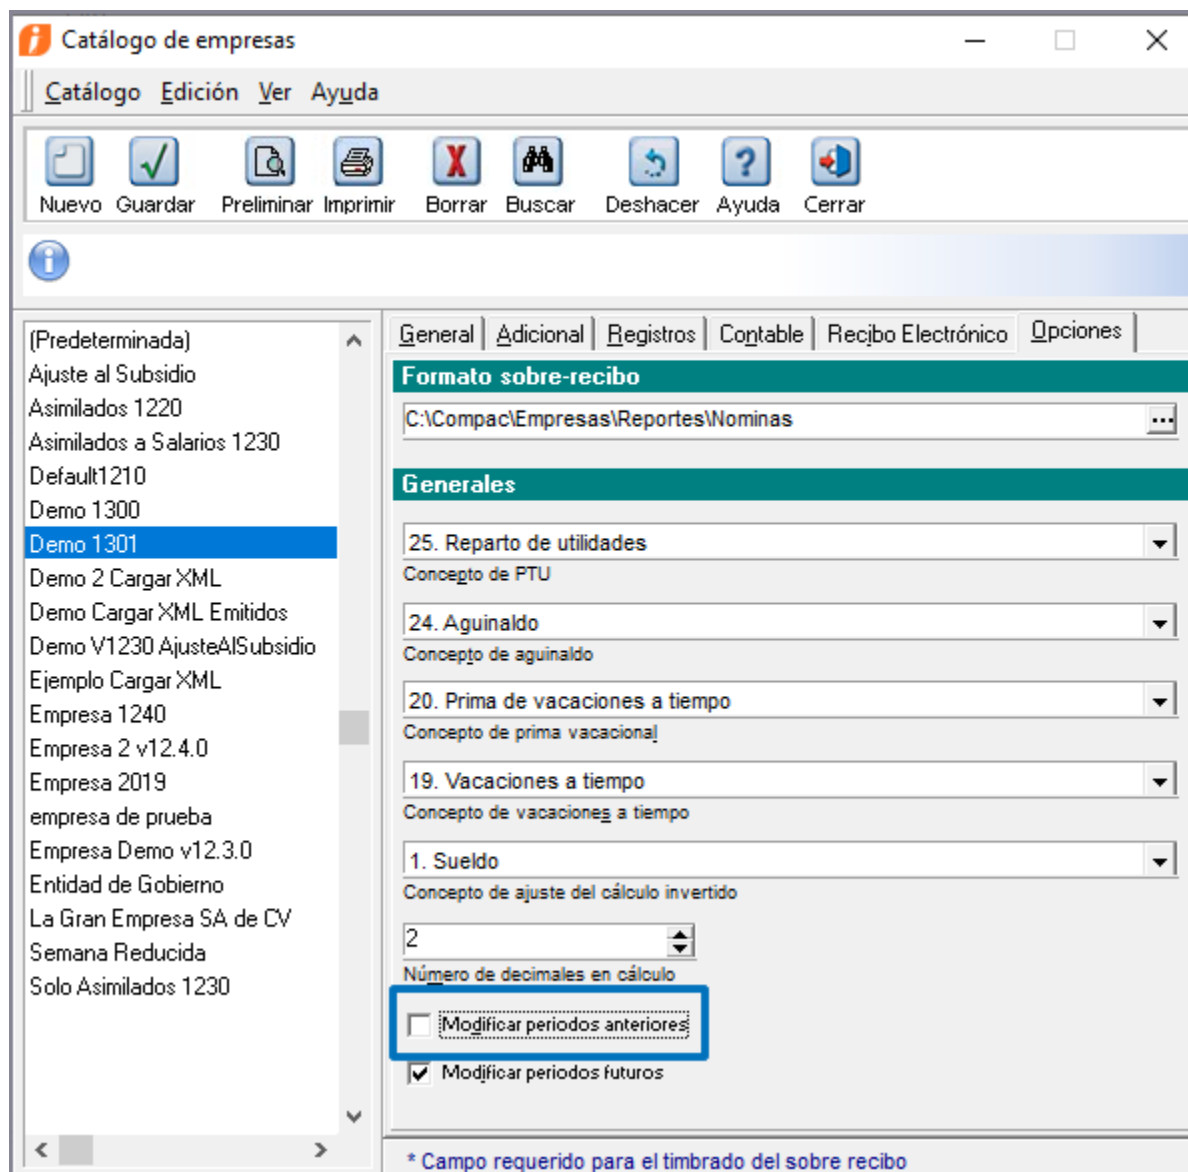 Catálogo de empresas
Catálogo Edición Ver Ayuda
Nuevo Guardar Preliminar Imprimir Borrar Buscar Deshacer Ayuda Cerrar
(Predeterminada)
Ajuste al Subsidio
Asimilados 1220
Asimilados a Salarios 1230
Default1210
Demo 1300
Demo 1301
Demo 2 Cargar XML
Demo Cargar XML Emitidos
Demo V1230 AjusteAlSubsidio
Ejemplo Cargar XML
Empresa 1240
Empresa 2 v12.4.0
Empresa 2019
empresa de prueba
Empresa Demo v12.3.0
Entidad de Gobierno
La Gran Empresa SA de CV
Semana Reducida
Solo Asimilados 1230
General Adicional Registros Contable Recibo Electrónico Opciones
Formato sobre-recibo
C:\Compac\Empresas\Reportes\Nominas ...
Generales
25. Reparto de utilidades
Concepto de PTU
24. Aguinaldo
Concepto de aguinaldo
20. Prima de vacaciones a tiempo
Concepto de prima vacacional
19. Vacaciones a tiempo
Concepto de vacaciones a tiempo
1. Sueldo
Concepto de ajuste del cálculo invertido
2
Número de decimales en cálculo
Modificar periodos anteriores
Modificar periodos futuros
* Campo requerido para el timbrado del sobre recibo